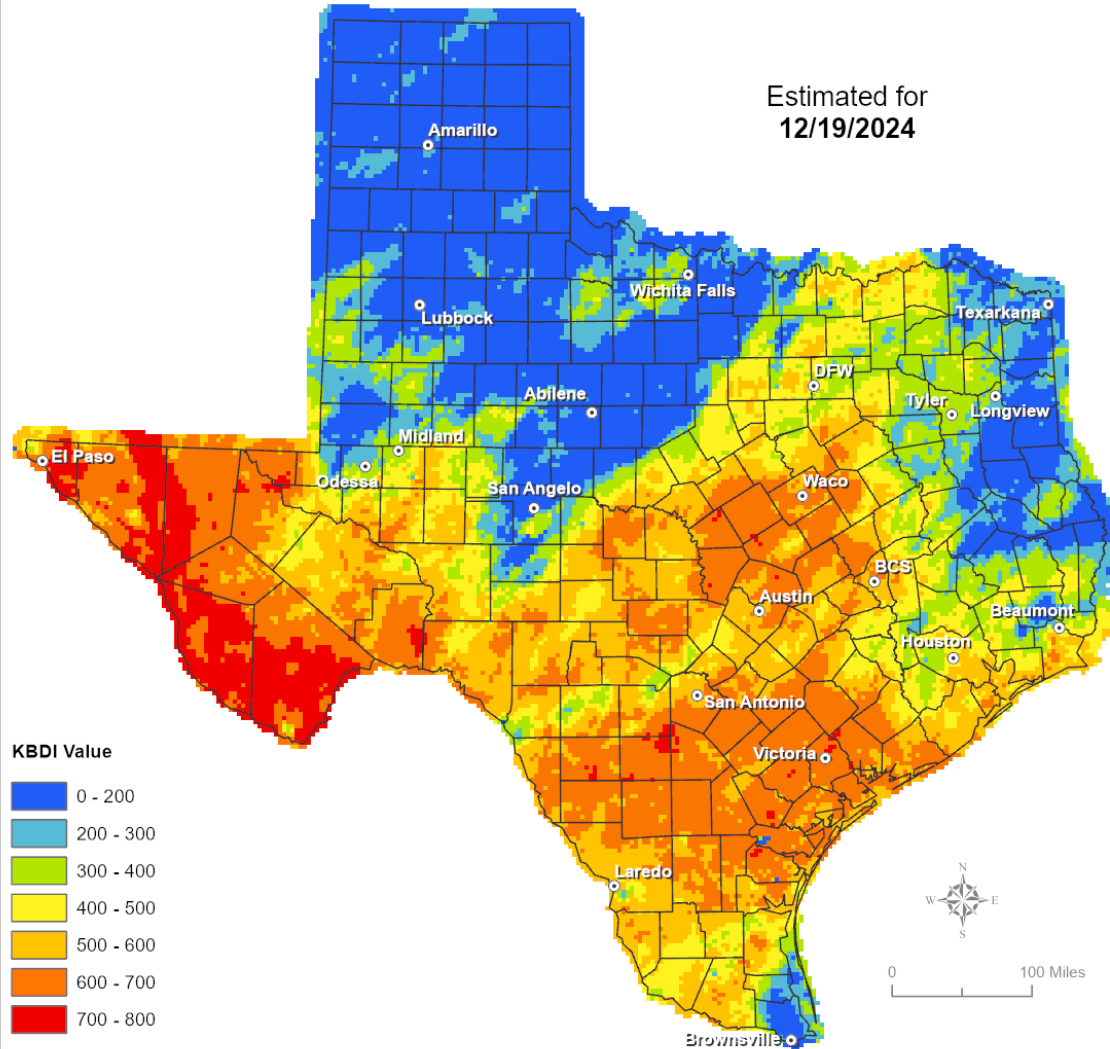 Estimated for
12/19/2024
Amarillo
Wichita Falls
Lubbock
Texarkana
DFW
Abilene
Tyler
Longview
Midland
El Paso
Odessa
San Angelo
Waco
BCS
Austin
Beaumont
Houston
San Antonio
Victoria
KBDI Value
0 - 200
200 - 300
300 - 400
400 - 500
500 - 600
600 - 700
700 - 800
Laredo
N
W E
S
0 100 Miles
Brownsville